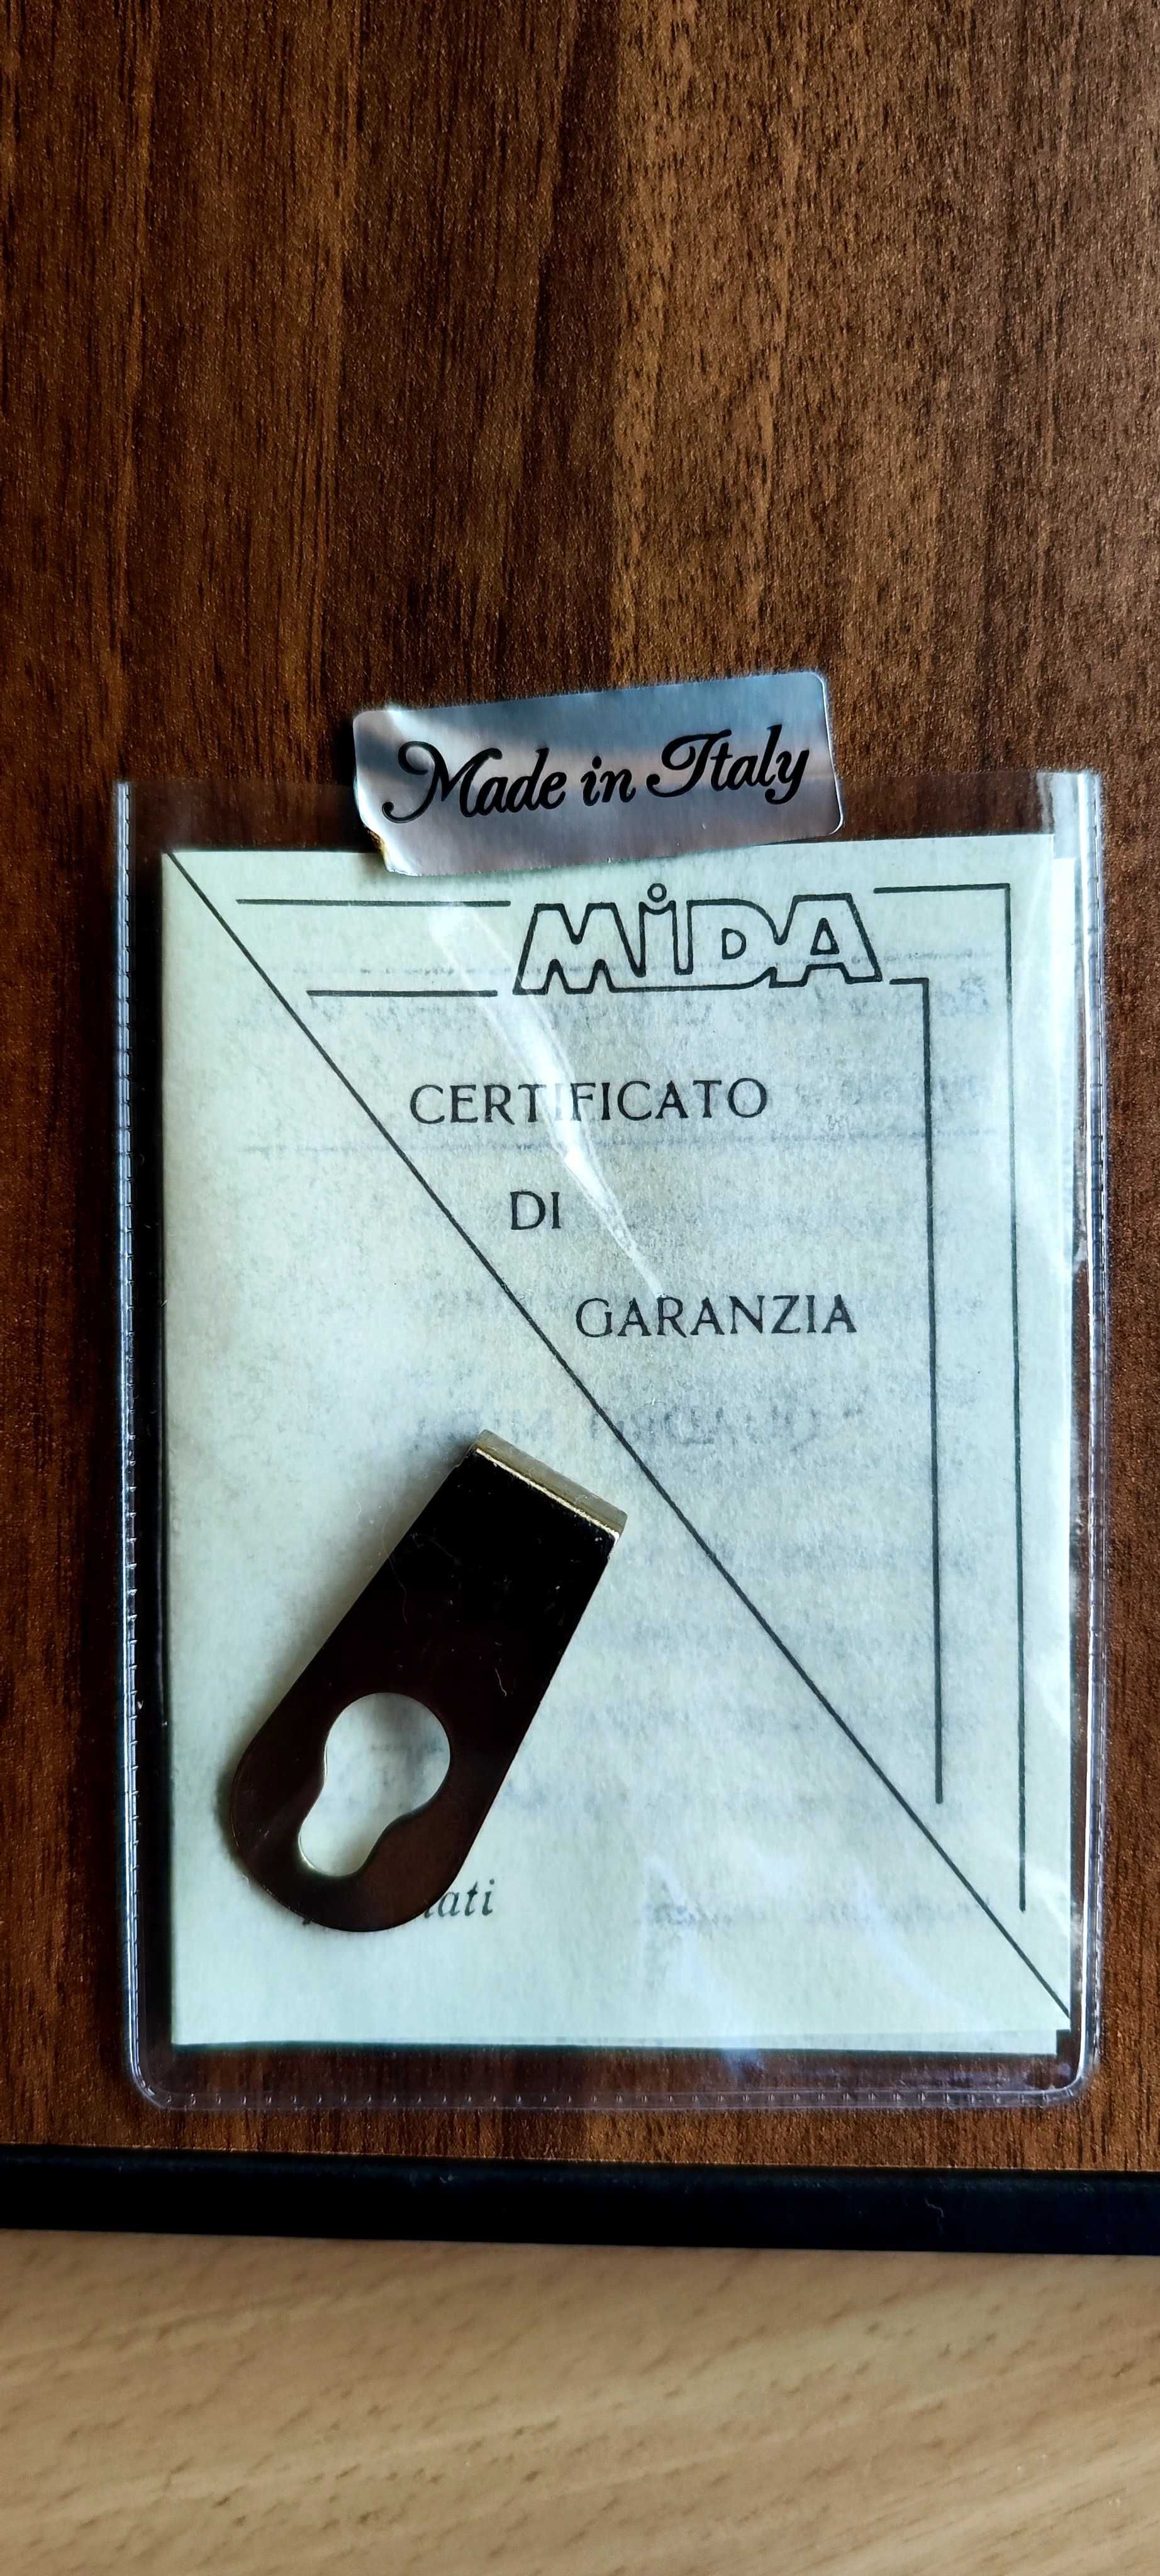 Made in Italy
MiDA
CERTIFICATO
DI
GARANZIA